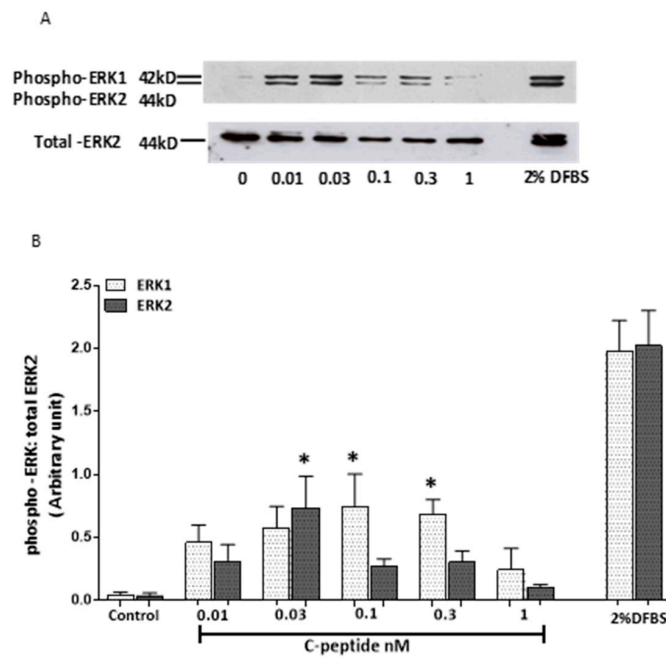 A
Phospho-ERK1 42kD
Phospho-ERK2 44kD
Total -ERK2 44kD
0 0.01 0.03 0.1 0.3 1 2% DFBS
B
ERK1
ERK2
phospho -ERK: total ERK2
( Arbitrary unit)
2.5
2.0
1.5
1.0
0.5
0.0
* * *
Control 0.01 0.03 0.1 0.3 1 2%DFBS
C-peptide nM